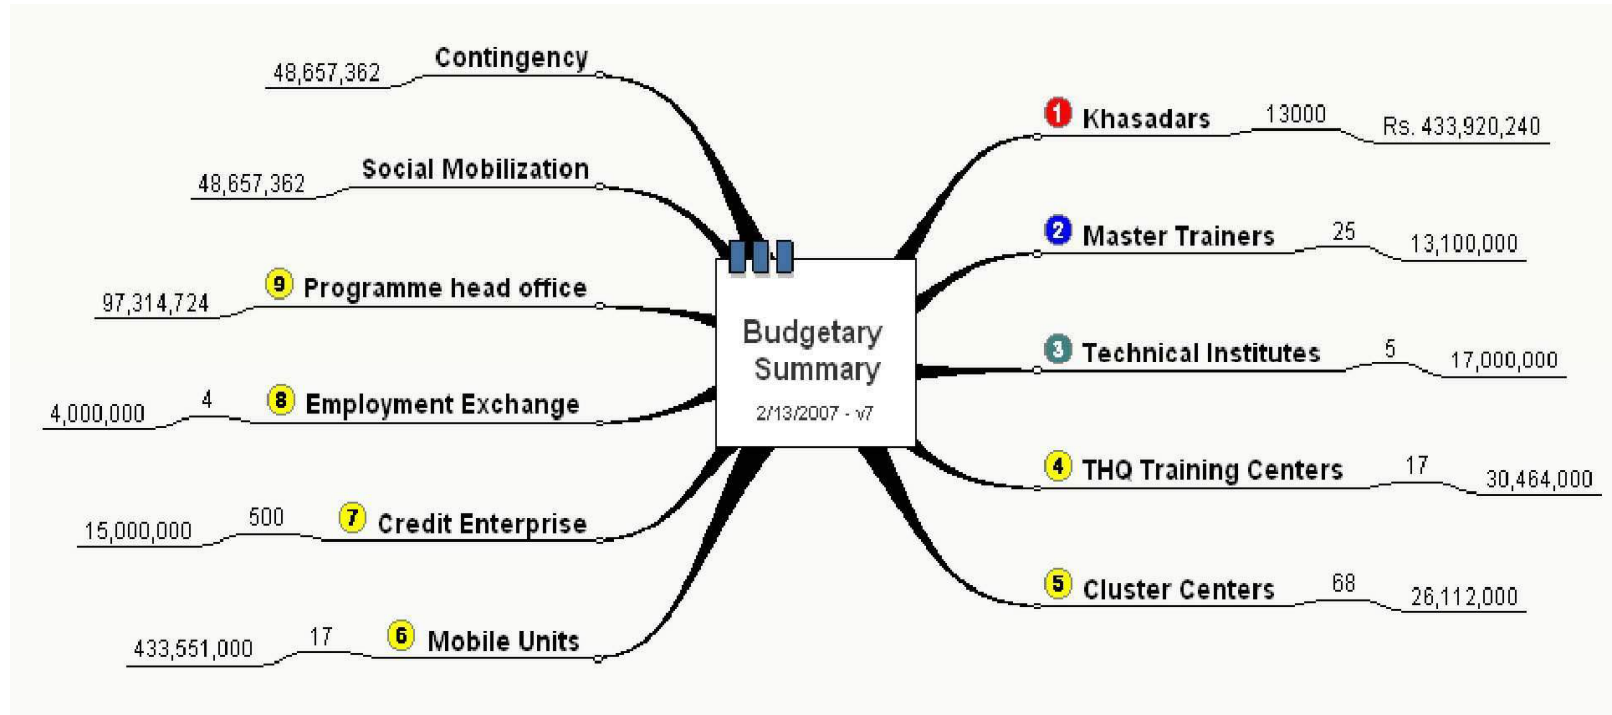 Budgetary
Summary
2/13/2007 - v7
1 Khasadars 13000 Rs. 433,920,240
2 Master Trainers 25 13,100,000
3 Technical Institutes 5 17,000,000
4 THQ Training Centers 17 30,464,000
5 Cluster Centers 68 26,112,000
6 Mobile Units 17 433,551,000
7 Credit Enterprise 500 15,000,000
8 Employment Exchange 4 4,000,000
9 Programme head office 97,314,724
Social Mobilization 48,657,362
Contingency 48,657,362